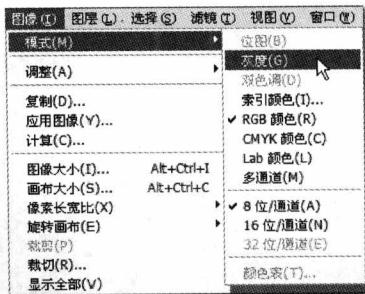 图像(I) 图层(L) 选择(S) 滤镜(T) 视图(V) 窗口(W)
模式(M)
调整(A)
复制(D)...
应用图像(Y)...
计算(C)...
图像大小(I)... Alt+Ctrl+I
画布大小(S)... Alt+Ctrl+C
像素长宽比(X)
旋转画布(E)
裁剪(P)
裁切(R)...
显示全部(V)
位图(B)
灰度(G)
双色调(D)
索引颜色(I)...
✓ RGB 颜色(R)
CMYK 颜色(C)
Lab 颜色(L)
多通道(M)
✓ 8 位/通道(A)
16 位/通道(N)
32 位/通道(E)
颜色表(T)...